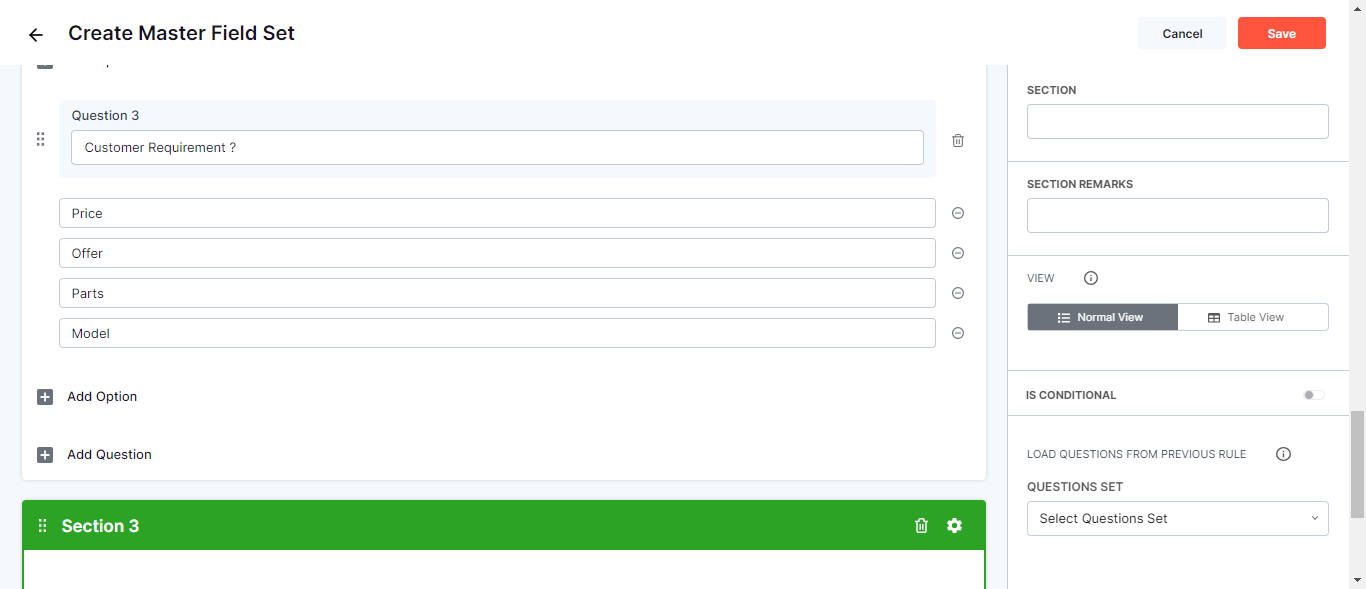 Create Master Field Set
Cancel
Save
Question 3
Customer Requirement ?
Price
Offer
Parts
Model
Add Option
Add Question
Section 3
SECTION
SECTION REMARKS
VIEW
Normal View
Table View
IS CONDITIONAL
LOAD QUESTIONS FROM PREVIOUS RULE
QUESTIONS SET
Select Questions Set